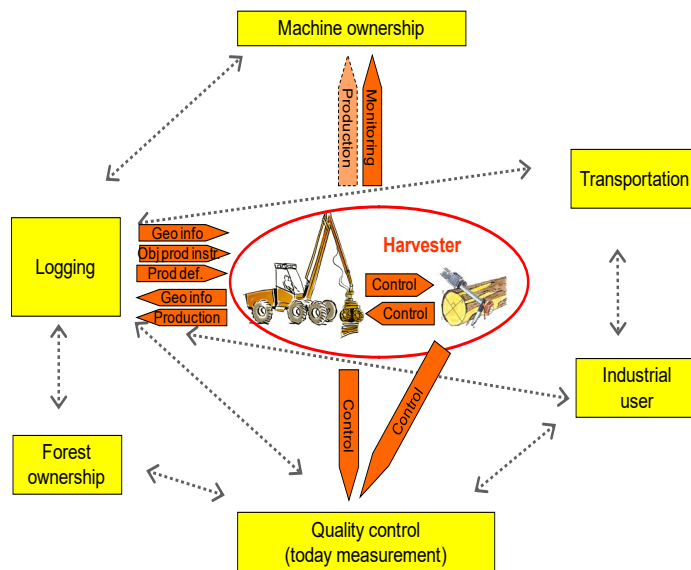 Machine ownership
Production
Monitoring
Transportation
Logging
Geo info
Obj prod instr
Prod def.
Geo info
Production
Harvester
Control
Control
Control
Control
Industrial
user
Forest
ownership
Quality control
(today measurement)